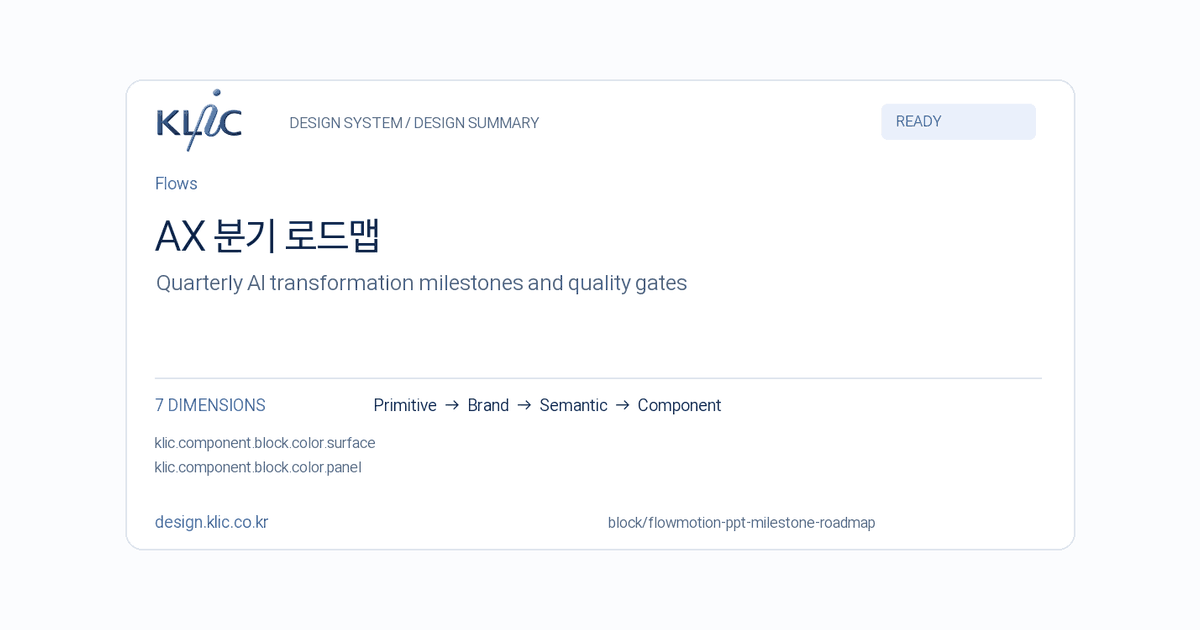 KLiC
DESIGN SYSTEM / DESIGN SUMMARY
READY
Flows
AX 분기 로드맵
Quarterly AI transformation milestones and quality gates
7 DIMENSIONS
Primitive → Brand → Semantic → Component
klic.component.block.color.surface
klic.component.block.color.panel
design.klic.co.kr
block/flowmotion-ppt-milestone-roadmap